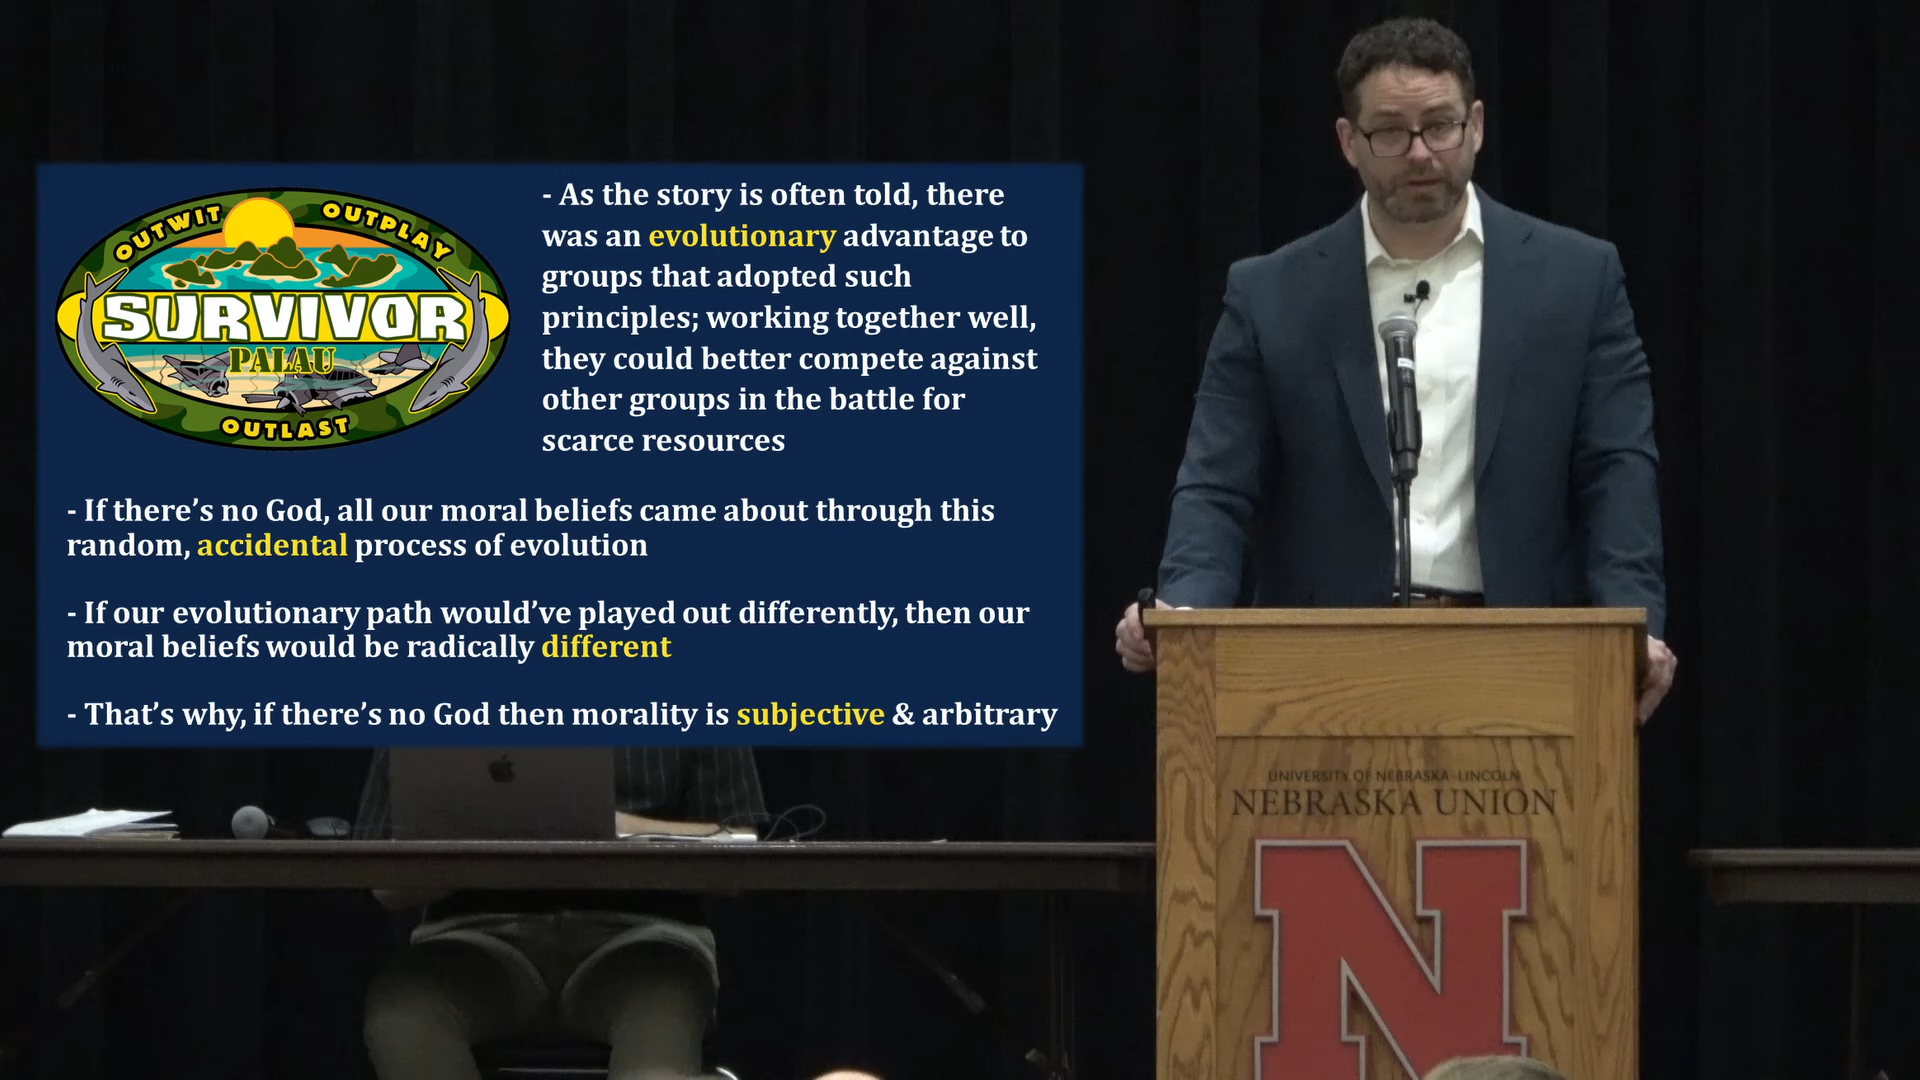 OUTWIT
OUTPLAY
SURVIVOR
PALAU
OUTLAST
- As the story is often told, there
was an evolutionary advantage to
groups that adopted such
principles; working together well,
they could better compete against
other groups in the battle for
scarce resources
- If there’s no God, all our moral beliefs came about through this
random, accidental process of evolution
- If our evolutionary path would’ve played out differently, then our
moral beliefs would be radically different
- That’s why, if there’s no God then morality is subjective & arbitrary
UNIVERSITY OF NEBRASKA-LINCOLN
NEBRASKA UNION
N